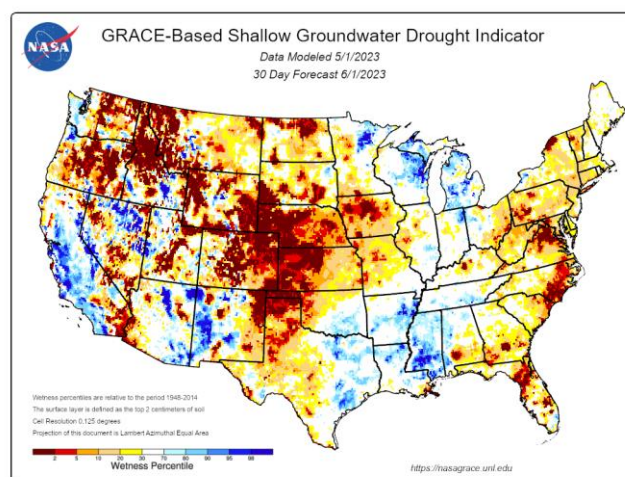 NASA
GRACE-Based Shallow Groundwater Drought Indicator
Data Modeled 5/1/2023
30 Day Forecast 6/1/2023
Wetness percentiles are relative to the period 1948-2014
The surface layer is defined as the top 2 centimeters of soil
Cell Resolution 0.125 degrees
Projection of this document is Lambert Azimuthal Equal Area
2 5 10 20 30 70 80 90 95 98
Wetness Percentile
https://nasagrace.unl.edu